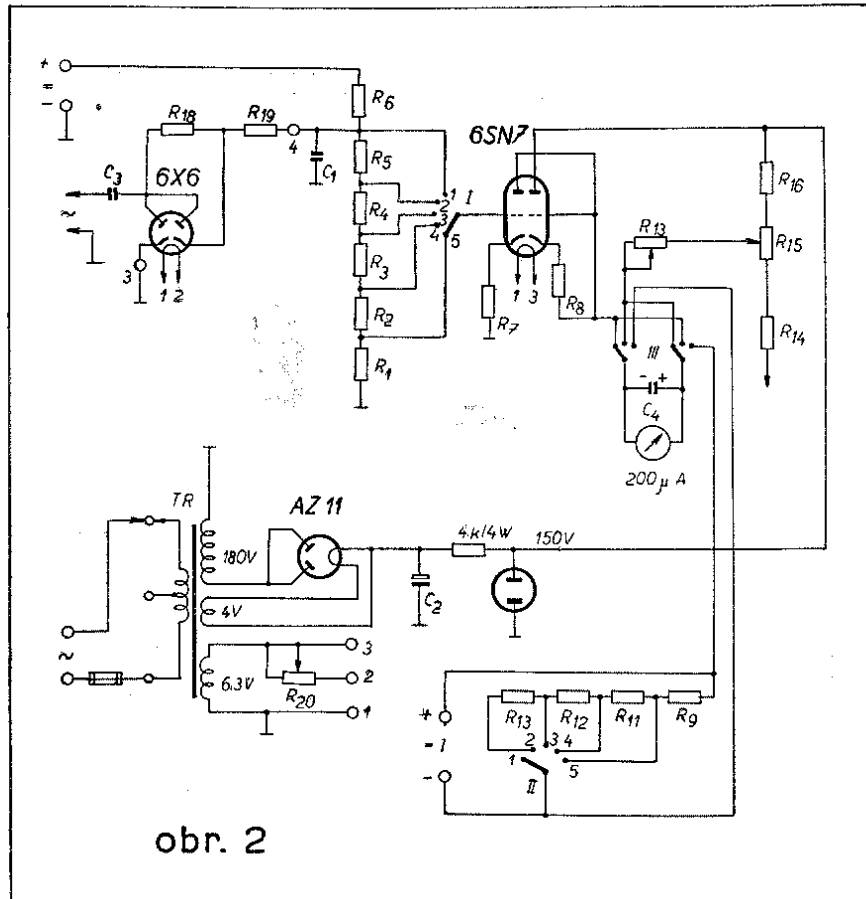 +
=
-
R6
R18
R19
4
C1
R5
6SN7
6X6
C3
~
3
1 2
R4
R3
R2
R1
1
2
3
4
5
I
R7
1 3
R8
R13
R16
R15
R14
III
- +
C4
200 µA
TR
AZ 11
180V
4V
6.3V
~
C2
4k/4W
150V
3
2
1
R20
+
= I
-
R13
R12
R11
R9
1
2
3
4
5
II
obr. 2